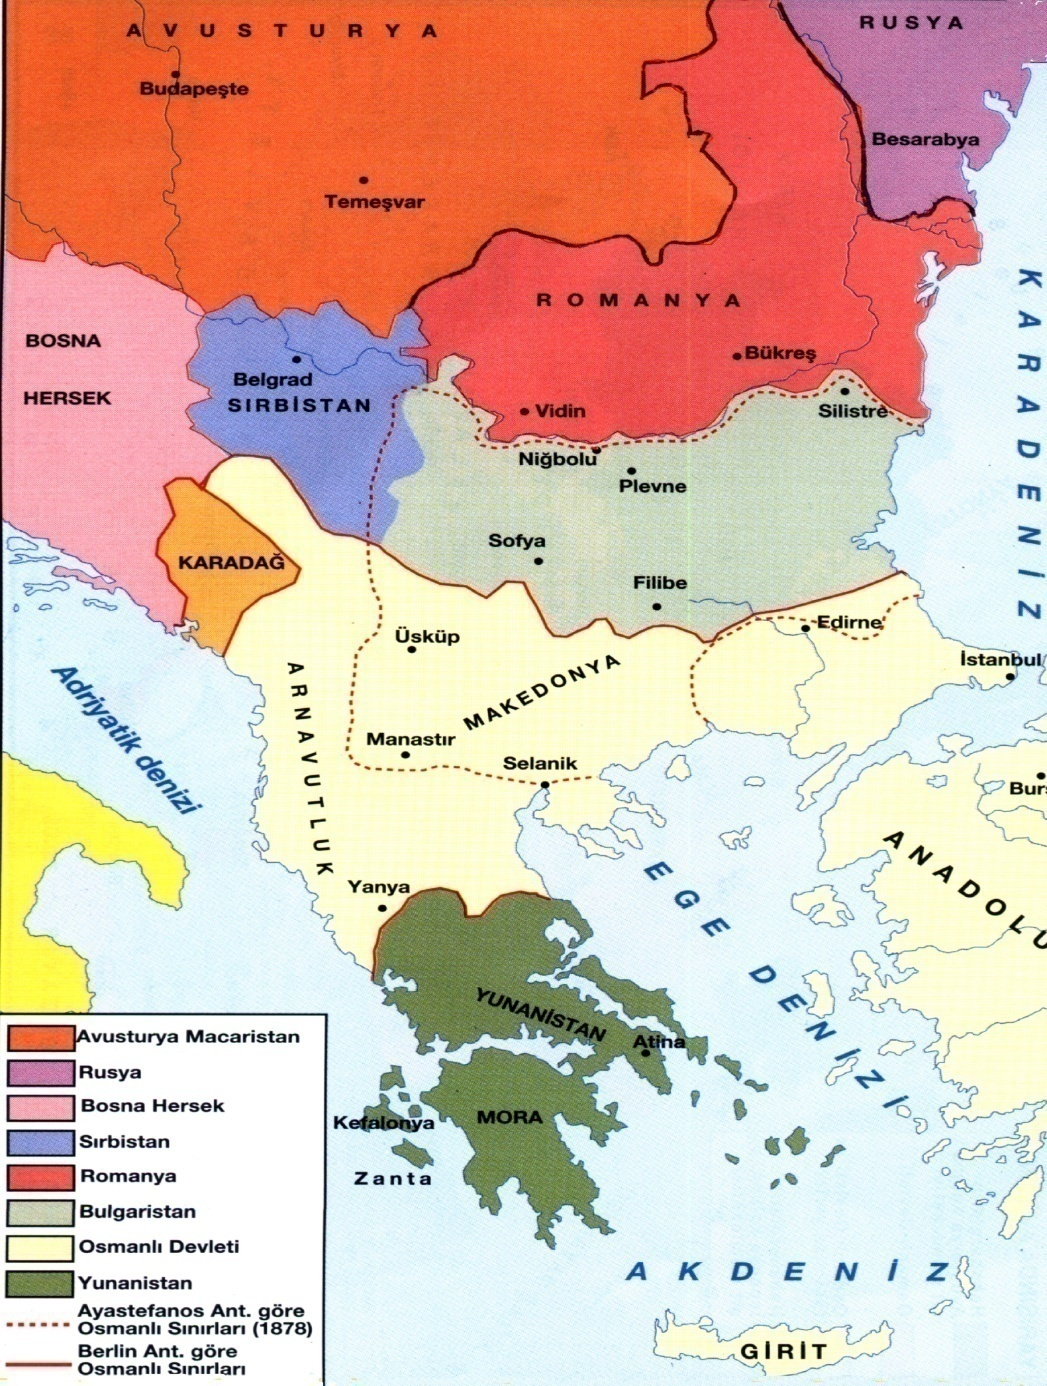 AVUSTURYA
RUSYA
Budapeşte
Besarabya
Temeşvar
KARADENİZ
ROMANYA
BOSNA
HERSEK
Bükreş
Belgrad
SIRBİSTAN
Vidin
Silistre
Niğbolu
Plevne
Sofya
KARADAĞ
Filibe
Edirne
Üsküp
İstanbul
MAKEDONYA
ARNAVUTLUK
Adriyatik denizi
Manastır
Selanik
Burs
ANADOLU
EGE DENİZİ
Yanya
YUNANİSTAN
Atina
MORA
Kefalonya
Zanta
AKDENİZ
GİRİT
Avusturya Macaristan
Rusya
Bosna Hersek
Sırbistan
Romanya
Bulgaristan
Osmanlı Devleti
Yunanistan
Ayastefanos Ant. göre
Osmanlı Sınırları (1878)
Berlin Ant. göre
Osmanlı Sınırları